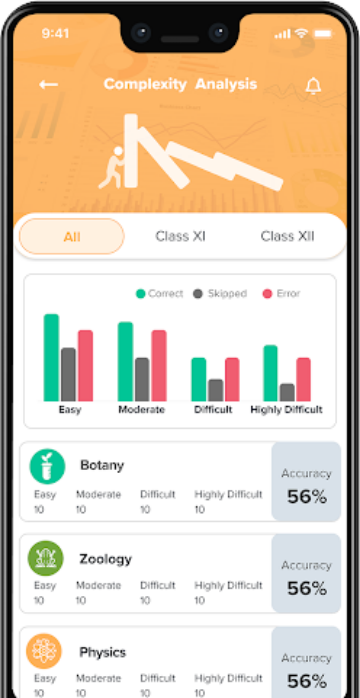 9:41
Complexity Analysis
All Class XI Class XII
Correct Skipped Error
Easy Moderate Difficult Highly Difficult
Botany
Easy Moderate Difficult Highly Difficult
10 10 10 10
Accuracy
56%
Zoology
Easy Moderate Difficult Highly Difficult
10 10 10 10
Accuracy
56%
Physics
Easy Moderate Difficult Highly Difficult
10 10 10 10
Accuracy
56%